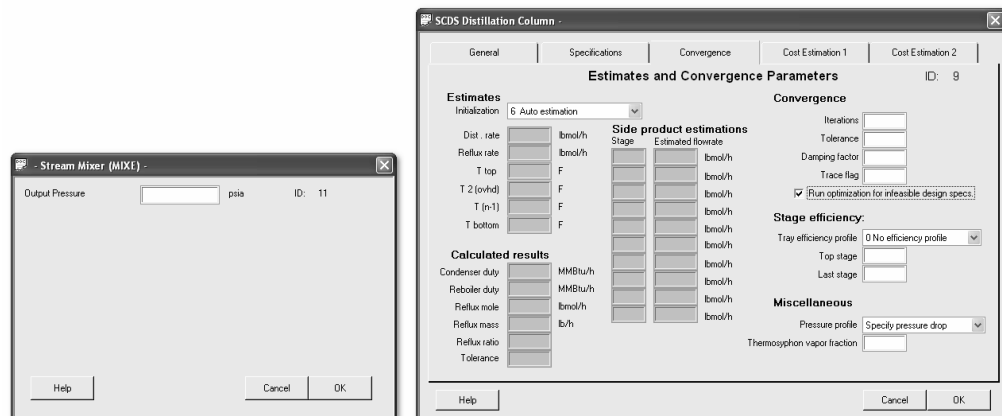 - Stream Mixer (MIXE) -
Output Pressure psia ID: 11
Help Cancel OK
SCDS Distillation Column -
General Specifications Convergence Cost Estimation 1 Cost Estimation 2
Estimates and Convergence Parameters ID: 9
Estimates
Initialization 6 Auto estimation
Dist . rate lbmol/h
Reflux rate lbmol/h
T top F
T 2 (ovhd) F
T (n-1) F
T bottom F
Calculated results
Condenser duty MMBtu/h
Reboiler duty MMBtu/h
Reflux mole lbmol/h
Reflux mass lb/h
Reflux ratio
Tolerance
Side product estimations
Stage Estimated flowrate
lbmol/h
lbmol/h
lbmol/h
lbmol/h
lbmol/h
lbmol/h
lbmol/h
lbmol/h
lbmol/h
lbmol/h
Convergence
Iterations
Tolerance
Damping factor
Trace flag
Run optimization for infeasible design specs.
Stage efficiency:
Tray efficiency profile 0 No efficiency profile
Top stage
Last stage
Miscellaneous
Pressure profile Specify pressure drop
Thermosyphon vapor fraction
Help Cancel OK